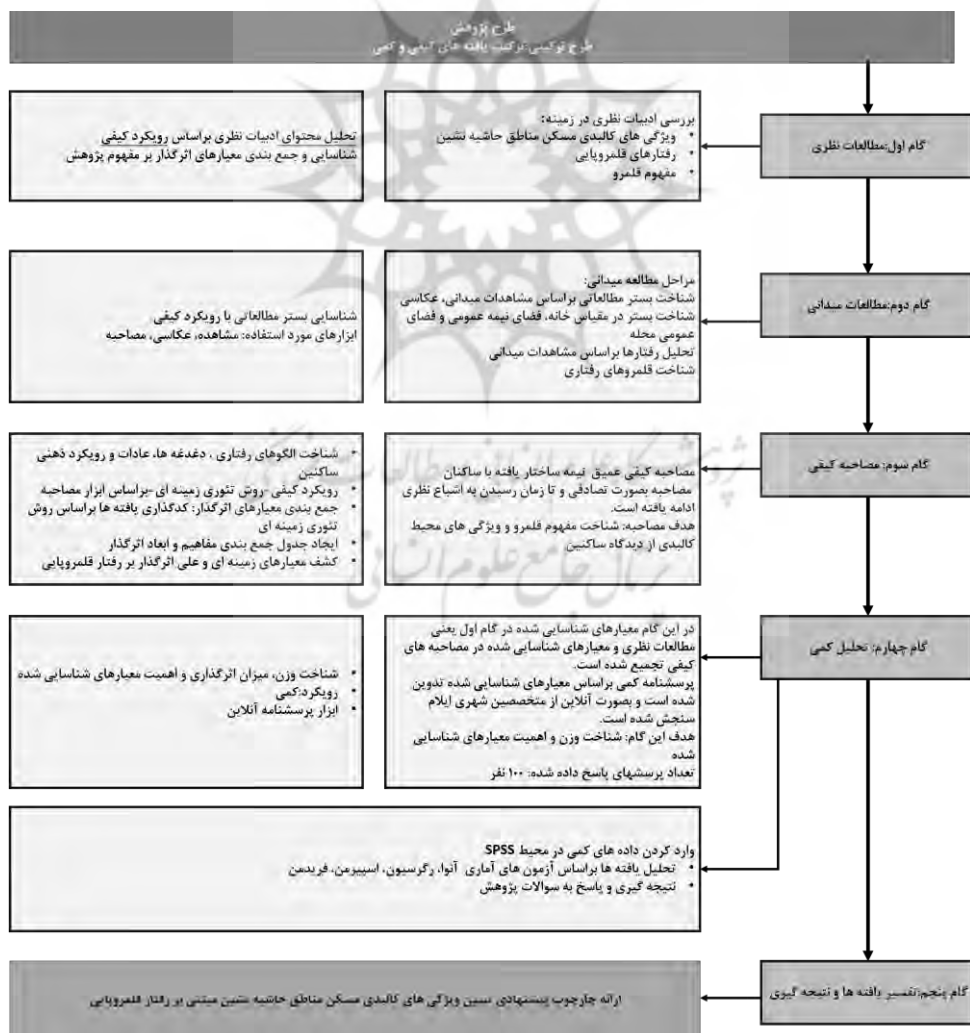 طرح پژوهش
طرح ترکیبی:ترکیب یافته های کیفی و کمی
گام اول:مطالعات نظری
بررسی ادبیات نظری در زمینه:
• ویژگی های کالبدی مسکن مناطق حاشیه نشین
• رفتارهای قلمروپایی
• مفهوم قلمرو
تحلیل محتوای ادبیات نظری براساس رویکرد کیفی
شناسایی و جمع بندی معیارهای اثرگذار بر مفهوم پژوهش
گام دوم:مطالعات میدانی
مراحل مطالعه میدانی:
شناخت بستر مطالعاتی براساس مشاهدات میدانی، عکاسی
شناخت بستر در مقیاس خانه، فضای نیمه عمومی و فضای
عمومی محله
تحلیل رفتارها براساس مشاهدات میدانی
شناخت قلمروهای رفتاری
شناسایی بستر مطالعاتی با رویکرد کیفی
ابزارهای مورد استفاده: مشاهده، عکاسی، مصاحبه
گام سوم: مصاحبه کیفی
مصاحبه کیفی عمیق نیمه ساختار یافته با ساکنان
مصاحبه بصورت تصادفی و تا زمان رسیدن به اشباع نظری
ادامه یافته است.
هدف مصاحبه: شناخت مفهوم قلمرو و ویژگی های محیط
کالبدی از دیدگاه ساکنین
• شناخت الگوهای رفتاری ، دغدغه ها، عادات و رویکرد ذهنی
ساکنین
• رویکرد کیفی -روش تئوری زمینه ای -براساس ابزار مصاحبه
• جمع بندی معیارهای اثرگذار: کدگذاری یافته ها براساس روش
تئوری زمینه ای
• ایجاد جدول جمع بندی مفاهیم و ابعاد اثرگذار
• کشف معیارهای زمینه ای و علی اثرگذار بر رفتار قلمروپایی
پژوهشگاه علوم انسانی و مطالعات فرهنگی
پرتال جامع علوم انسانی
گام چهارم: تحلیل کمی
در این گام معیارهای شناسایی شده در گام اول یعنی
مطالعات نظری و معیارهای شناسایی شده در مصاحبه های
کیفی تجمیع شده است.
پرسشنامه کمی براساس معیارهای شناسایی شده تدوین
شده است و بصورت آنلاین از متخصصین شهری ایلام
سنجش شده است.
هدف این گام: شناخت وزن و اهمیت معیارهای شناسایی
شده
تعداد پرسشهای پاسخ داده شده: ۱۰۰ نفر
• شناخت وزن، میزان اثرگذاری و اهمیت معیارهای شناسایی شده
• رویکرد:کمی
• ابزار پرسشنامه آنلاین
وارد کردن داده های کمی در محیط SPSS
• تحلیل یافته ها براساس آزمون های آماری آنوا، رگرسیون، اسپیرمن، فریدمن
• نتیجه گیری و پاسخ به سوالات پژوهش
گام پنجم:تفسیر یافته ها و نتیجه گیری
ارائه چارچوب پیشنهادی تبیین ویژگی های کالبدی مسکن مناطق حاشیه نشین مبتنی بر رفتار قلمروپایی